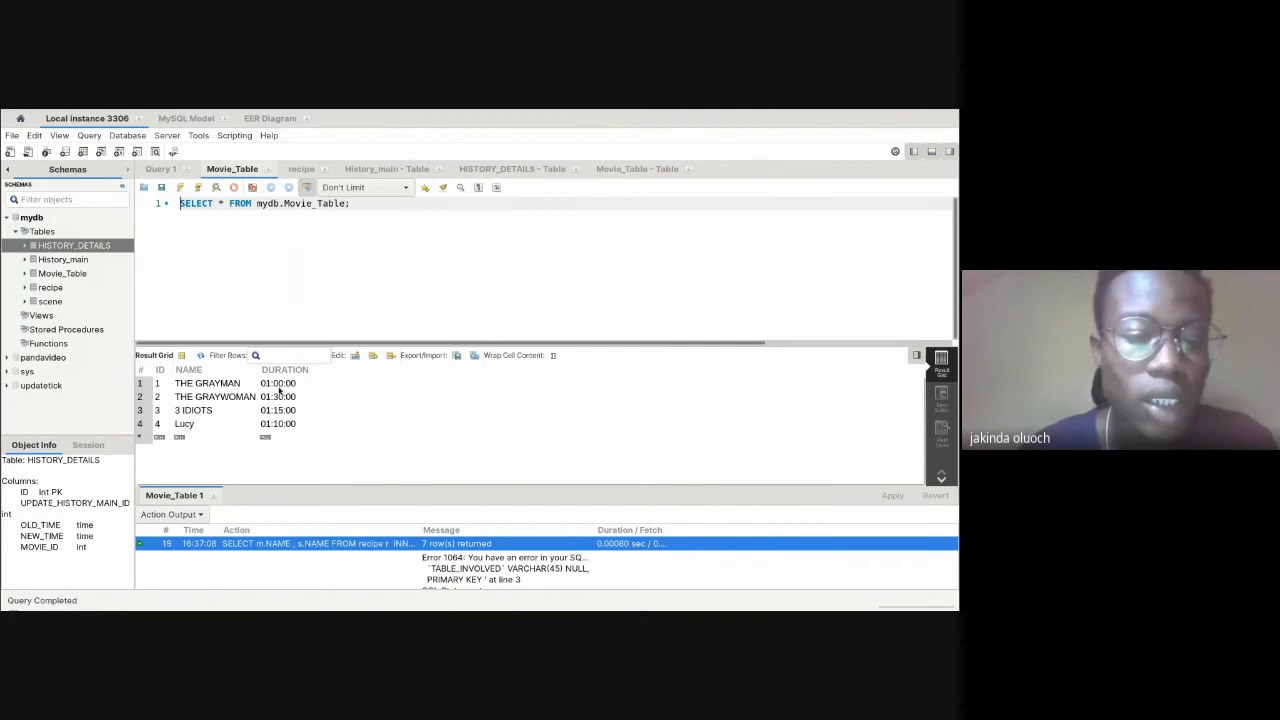 Local instance 3306 MySQL Model EER Diagram
File Edit View Query Database Server Tools Scripting Help
Schemas Query 1 Movie_Table recipe History_main - Table HISTORY_DETAILS - Table Movie_Table - Table
SCHEMAS
Don't Limit
Filter objects
1 SELECT * FROM mydb.Movie_Table;
mydb
Tables
HISTORY_DETAILS
History_main
Movie_Table
recipe
scene
Views
Stored Procedures
Functions
pandavideo
sys
updatetick
Result Grid Filter Rows: Edit: Export/Import: Wrap Cell Content:
Result Grid
# ID NAME DURATION
1 1 THE GRAYMAN 01:00:00
2 2 THE GRAYWOMAN 01:30:00
3 3 3 IDIOTS 01:15:00
4 4 Lucy 01:10:00
*
jakinda oluoch
Object Info Session
Table: HISTORY_DETAILS
Columns:
ID int PK
UPDATE_HISTORY_MAIN_ID
int
OLD_TIME time
NEW_TIME time
MOVIE_ID int
Movie_Table 1 Apply Revert
Action Output
# Time Action Message Duration / Fetch
19 16:37:08 SELECT m.NAME , s.NAME FROM recipe r INN... 7 row(s) returned 0.00080 sec / 0....
Error 1064: You have an error in your SQ...
`TABLE_INVOLVED` VARCHAR(45) NULL,
PRIMARY KEY ' at line 3
Query Completed